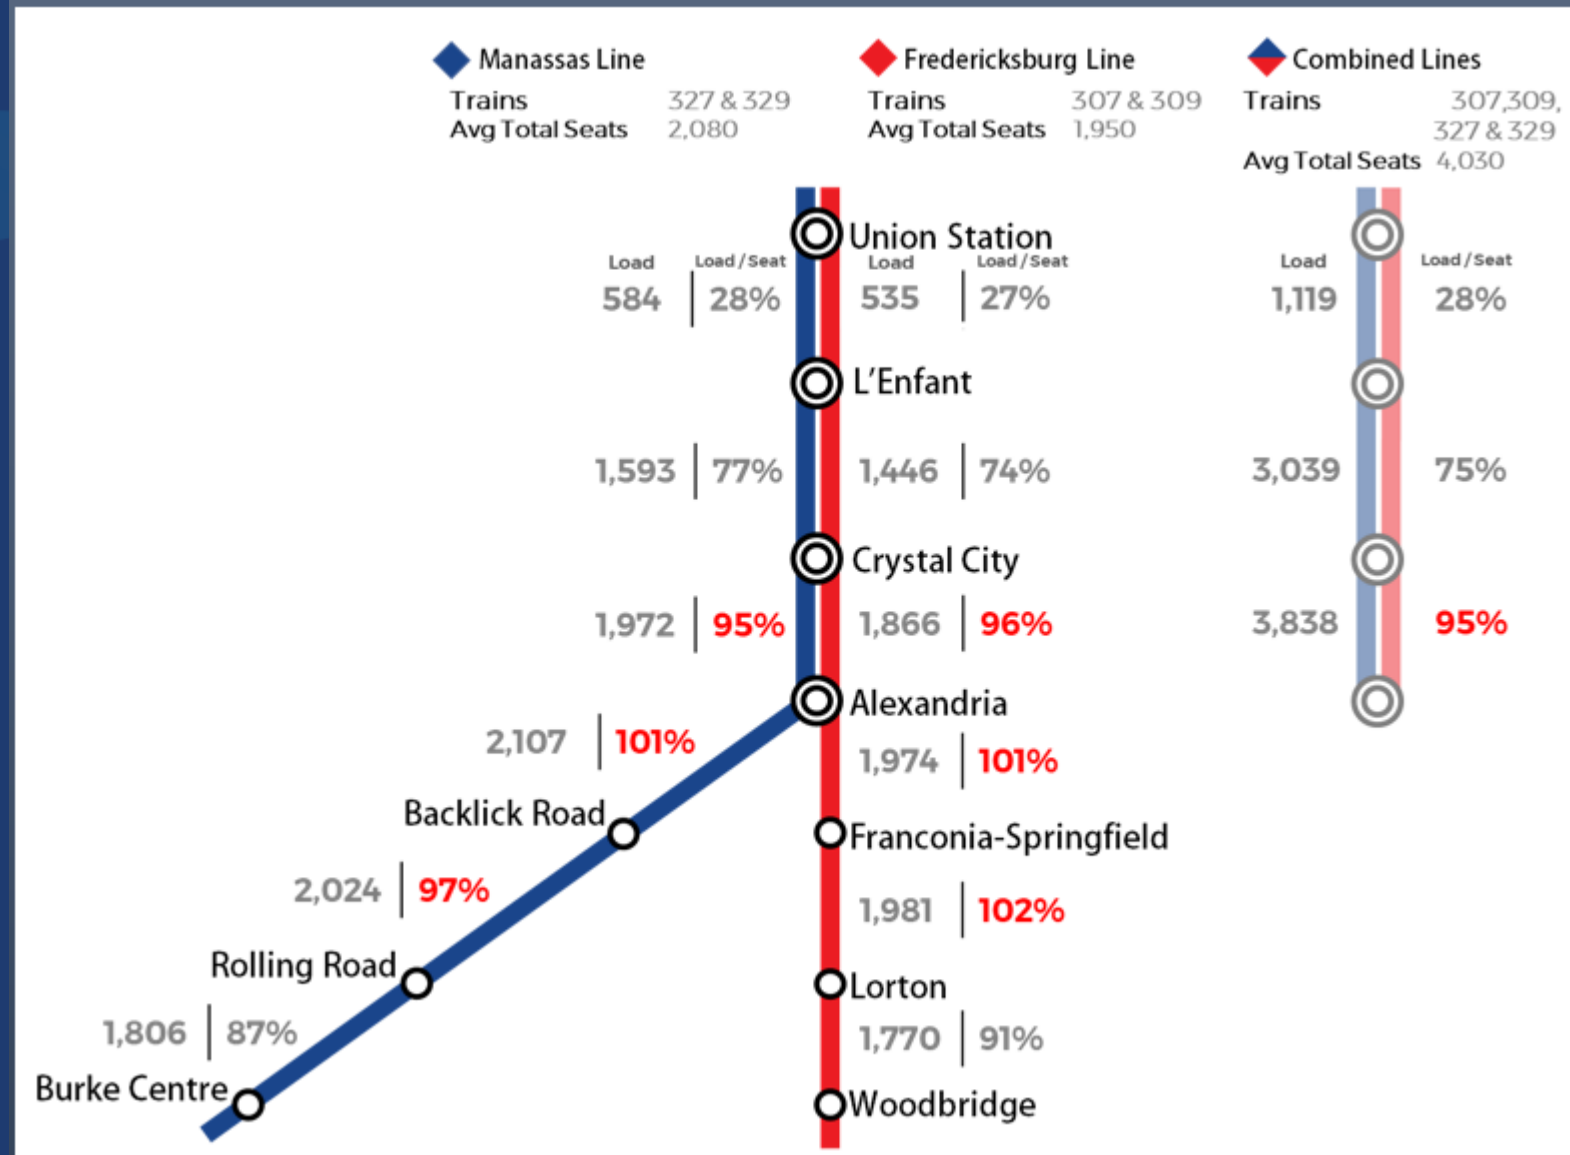 Manassas Line
Trains 327 & 329
Avg Total Seats 2,080
Fredericksburg Line
Trains 307 & 309
Avg Total Seats 1,950
Combined Lines
Trains 307,309,
327 & 329
Avg Total Seats 4,030
Union Station
Load Load / Seat Load Load / Seat Load Load / Seat
584 28% 535 27% 1,119 28%
L'Enfant
1,593 77% 1,446 74% 3,039 75%
Crystal City
1,972 95% 1,866 96% 3,838 95%
Alexandria
2,107 101% 1,974 101%
Backlick Road Franconia-Springfield
2,024 97% 1,981 102%
Rolling Road Lorton
1,806 87% 1,770 91%
Burke Centre Woodbridge